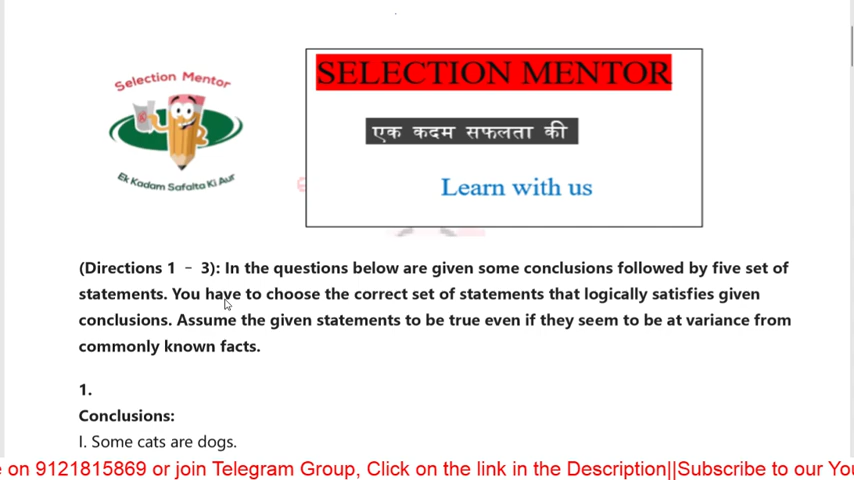 Selection Mentor
Ek Kadam Safalta Ki Aur
SELECTION MENTOR
एक कदम सफलता की
Learn with us
(Directions 1 – 3): In the questions below are given some conclusions followed by five set of
statements. You have to choose the correct set of statements that logically satisfies given
conclusions. Assume the given statements to be true even if they seem to be at variance from
commonly known facts.
1.
Conclusions:
I. Some cats are dogs.
e on 9121815869 or join Telegram Group, Click on the link in the Description||Subscribe to our You